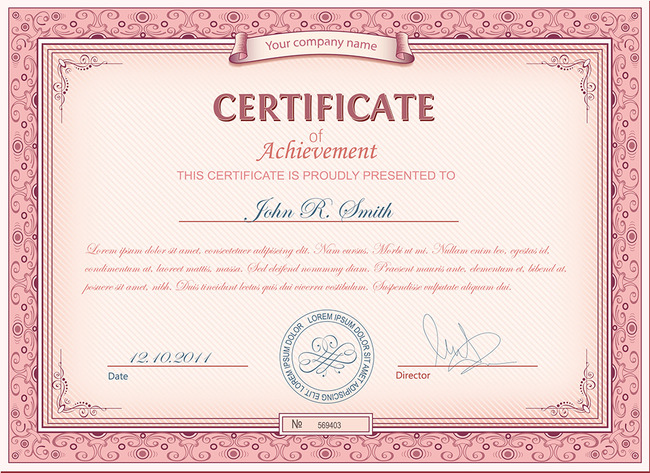 Your company name
CERTIFICATE
of
Achievement
THIS CERTIFICATE IS PROUDLY PRESENTED TO
John R. Smith
Lorem ipsum dolor sit amet, consectetuer adipiscing elit. Nam cursus. Morbi ut mi. Nullam enim leo, egestas id,
condimentum at, laoreet mattis, massa. Sed eleifend nonummy diam. Praesent mauris ante, elementum et, bibend at,
posuere sit amet, nibh. Duis tincidunt lectus quis dui viverra vestibulum. Suspendisse vulputate aliquam dui.
12.10.2011
Date
LOREM IPSUM DOLOR SIT AMET ADIPISCING ELIT LOREM IPSUM DOLOR
Director
№ 569403